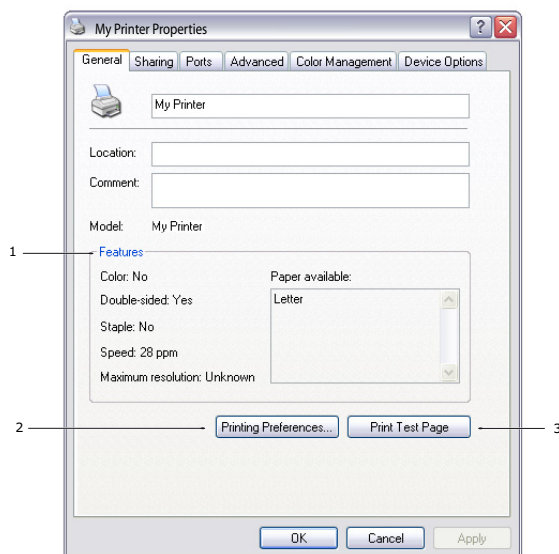 My Printer Properties
General Sharing Ports Advanced Color Management Device Options
My Printer
Location:
Comment:
Model: My Printer
1
Features
Color: No
Paper available:
Double-sided: Yes
Letter
Staple: No
Speed: 28 ppm
Maximum resolution: Unknown
2
Printing Preferences...
Print Test Page
3
OK Cancel Apply